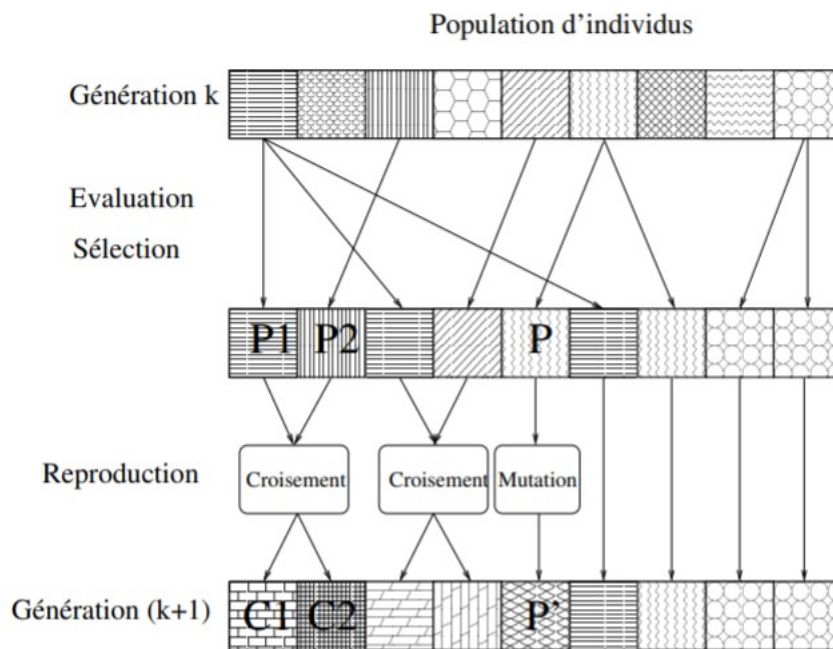 Population d'individus
Génération k
Evaluation
Sélection
P1 P2 P
Reproduction
Croisement Croisement Mutation
Génération (k+1)
C1 C2 P'